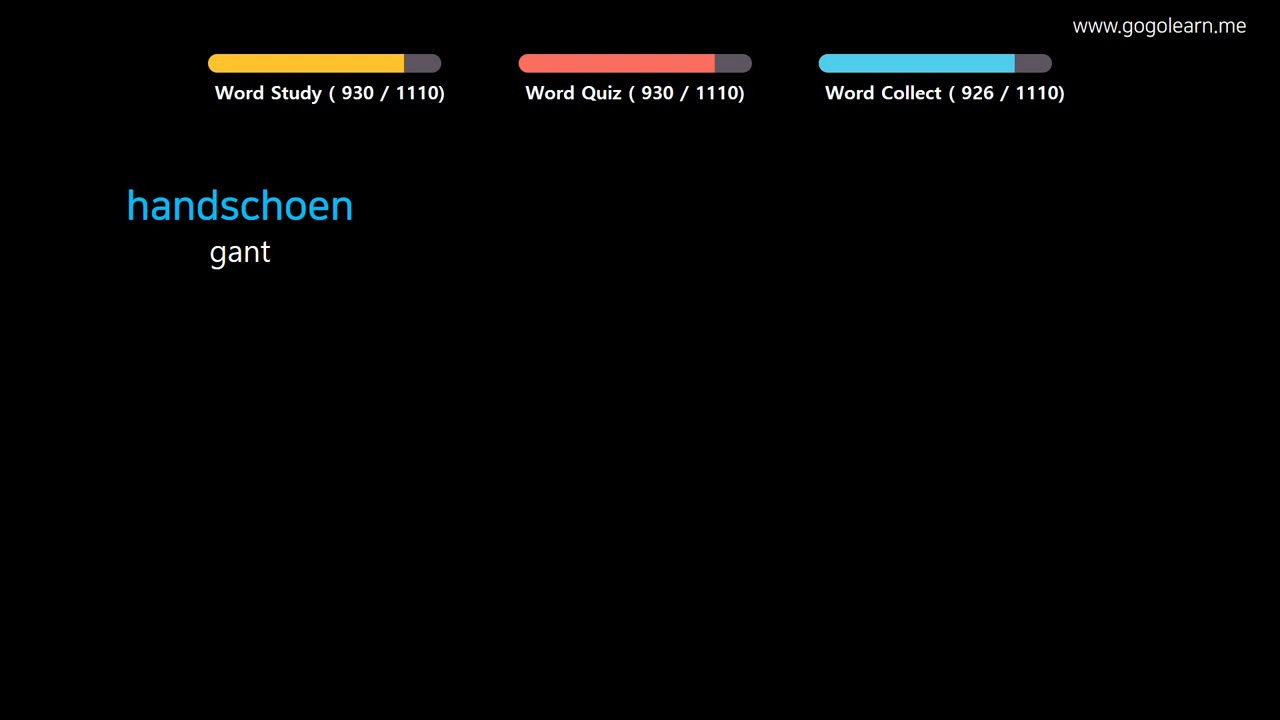 www.gogolearn.me
Word Study ( 930 / 1110)
Word Quiz ( 930 / 1110)
Word Collect ( 926 / 1110)
handschoen
gant